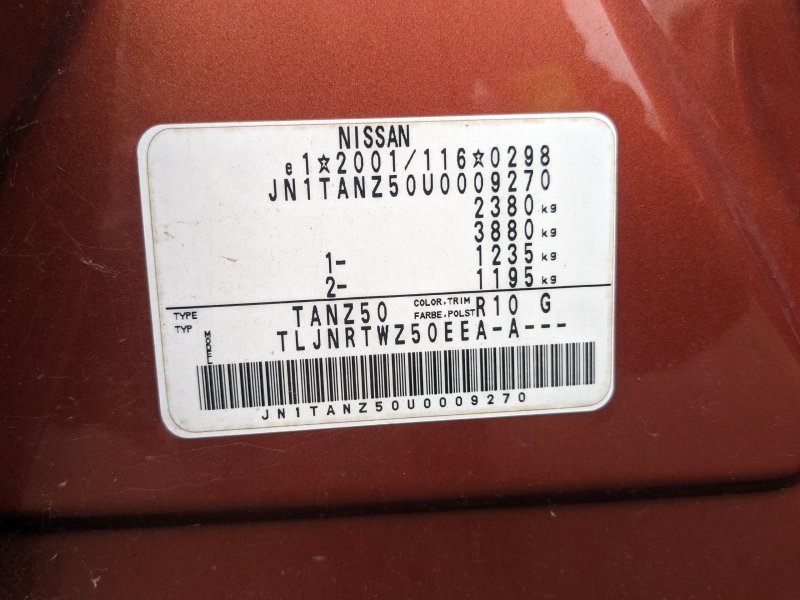 NISSAN
e1☆2001/116☆0298
JN1TANZ50U0009270
2380 kg
3880 kg
1- 1235 kg
2- 1195 kg
TYPE TANZ50 COLOR,TRIM R10 G
TYP FARBE,POLST
MODEL TLJNRTWZ50EEA-A---
JN1TANZ50U0009270